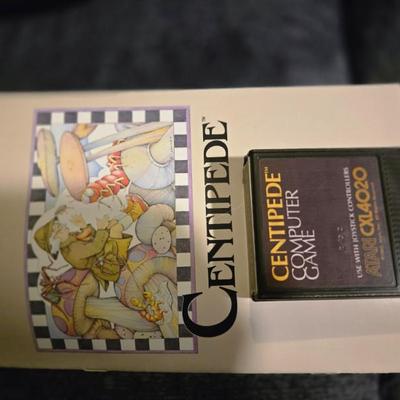 CENTIPEDE™
CENTIPEDE™
COMPUTER
GAME
USE WITH JOYSTICK CONTROLLERS
ATARI CXL4020